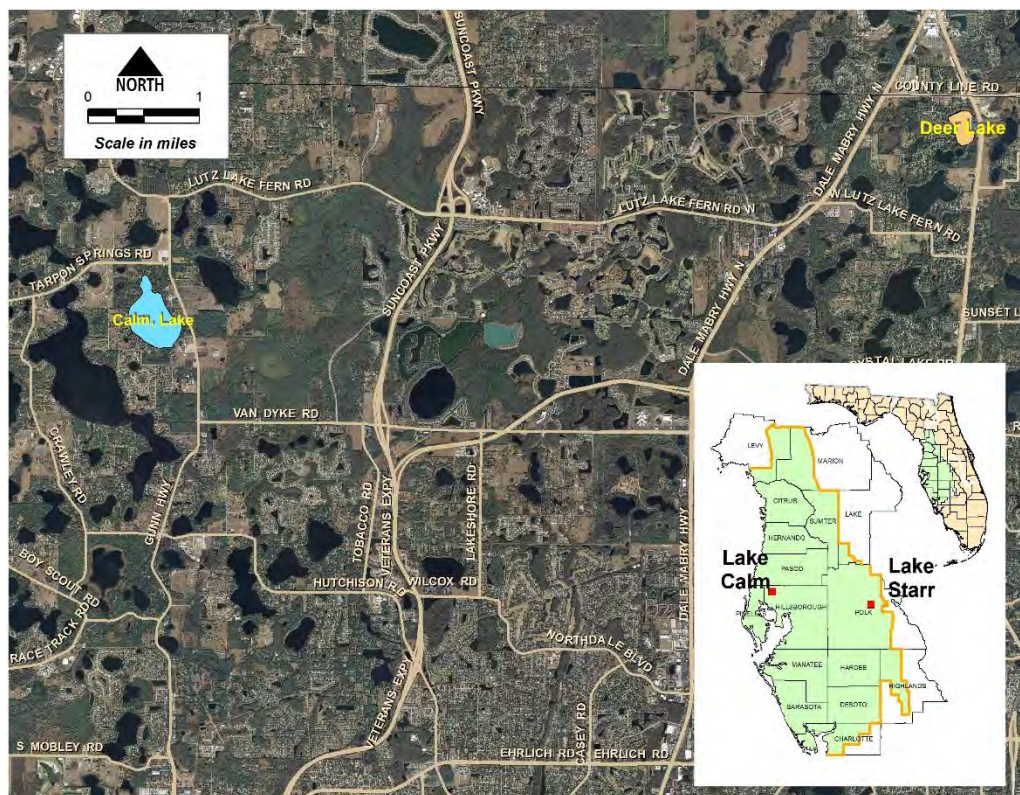 NORTH
0 1
Scale in miles
SUNCOAST PKWY
SUNCOAST PKWY
DALE MABRY HWY N
COUNTY LINE RD
Deer Lake
LUTZ LAKE FERN RD
LUTZ LAKE FERN RD W
W LUTZ LAKE FERN RD
TARPON SPRINGS RD
Calm Lake
DALE MABRY HWY N
SUNSET L
VAN DYKE RD
CRAWLEY RD
GUNN HWY
TOBACCO RD
VETERANS EXPY
LAKESHORE RD
DALE MABRY HWY
HUTCHISON RD
WILCOX RD
BOY SCOUT RD
RACE TRACK RD
NORTHDALE BLVD
VETERANS EXPY
CASEY RD
S MOBLEY RD
EHRLICH RD
EHRLICH RD
LEVY
MARION
CITRUS
SUMTER
LAKE
HERNANDO
PASCO
Lake
Calm
Lake
Starr
PINELLAS
HILLSBOROUGH
POLK
MANATEE
HARDEE
HIGHLANDS
SARASOTA
DESOTO
CHARLOTTE